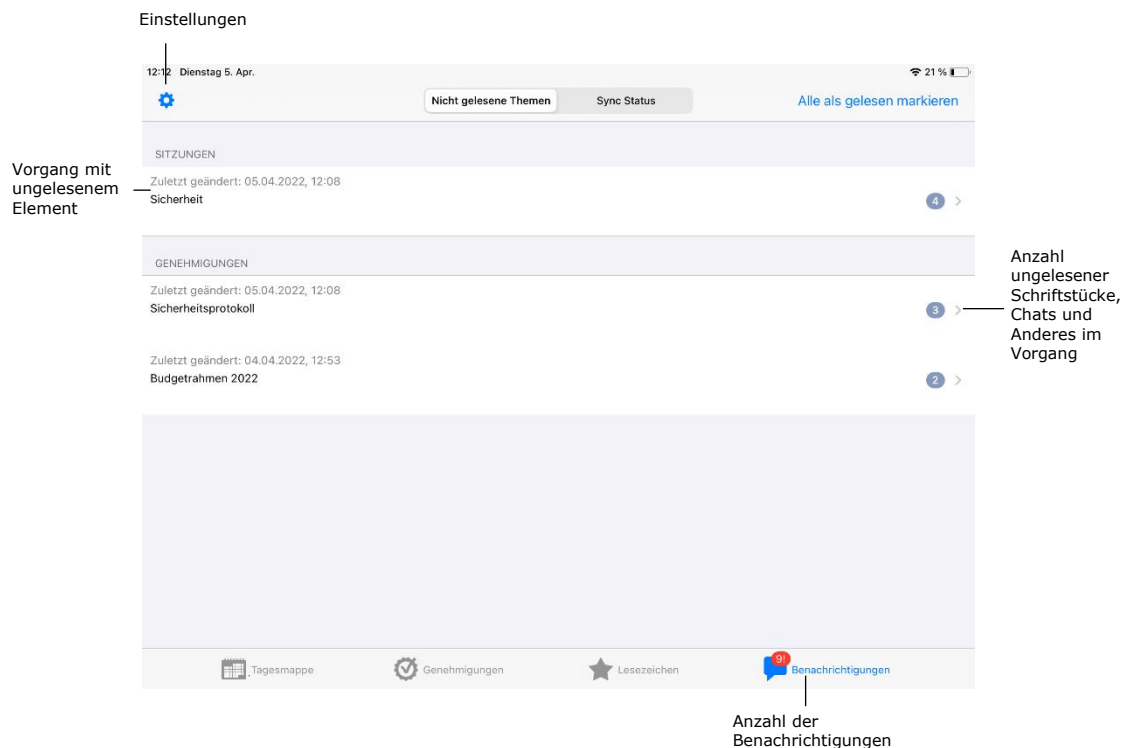 Einstellungen
12:12 Dienstag 5. Apr.
21 %
Nicht gelesene Themen
Sync Status
Alle als gelesen markieren
SITZUNGEN
Vorgang mit
ungelesenem
Element
Zuletzt geändert: 05.04.2022, 12:08
Sicherheit
4
GENEHMIGUNGEN
Zuletzt geändert: 05.04.2022, 12:08
Sicherheitsprotokoll
3
Anzahl
ungelesener
Schriftstücke,
Chats und
Anderes im
Vorgang
Zuletzt geändert: 04.04.2022, 12:53
Budgetrahmen 2022
2
Tagesmappe
Genehmigungen
Lesezeichen
9!
Benachrichtigungen
Anzahl der
Benachrichtigungen